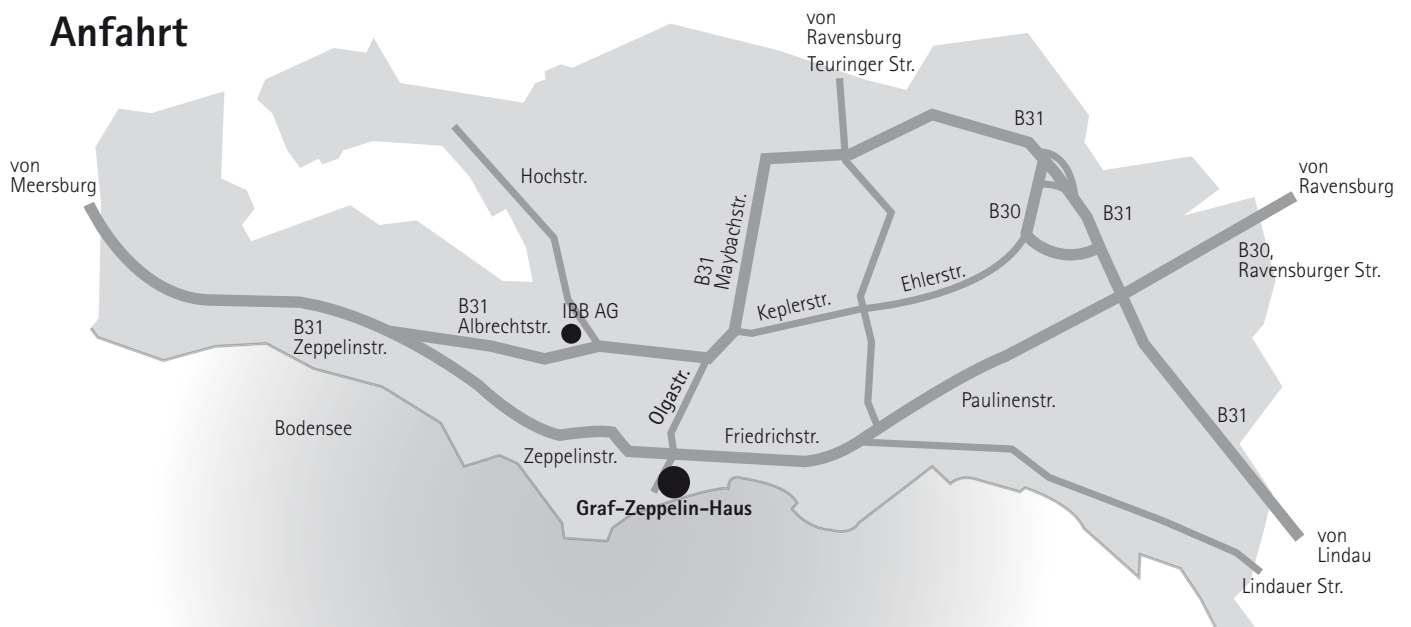 Anfahrt
von
Ravensburg
Teuringer Str.
B31
von
Meersburg
Hochstr.
von
Ravensburg
B30
B31
B31
Maybachstr.
B30,
Ravensburger Str.
Ehlerstr.
Keplerstr.
B31
Albrechtstr.
IBB AG
B31
Zeppelinstr.
Olgastr.
Paulinenstr.
B31
Bodensee
Friedrichstr.
Zeppelinstr.
Graf-Zeppelin-Haus
von
Lindau
Lindauer Str.